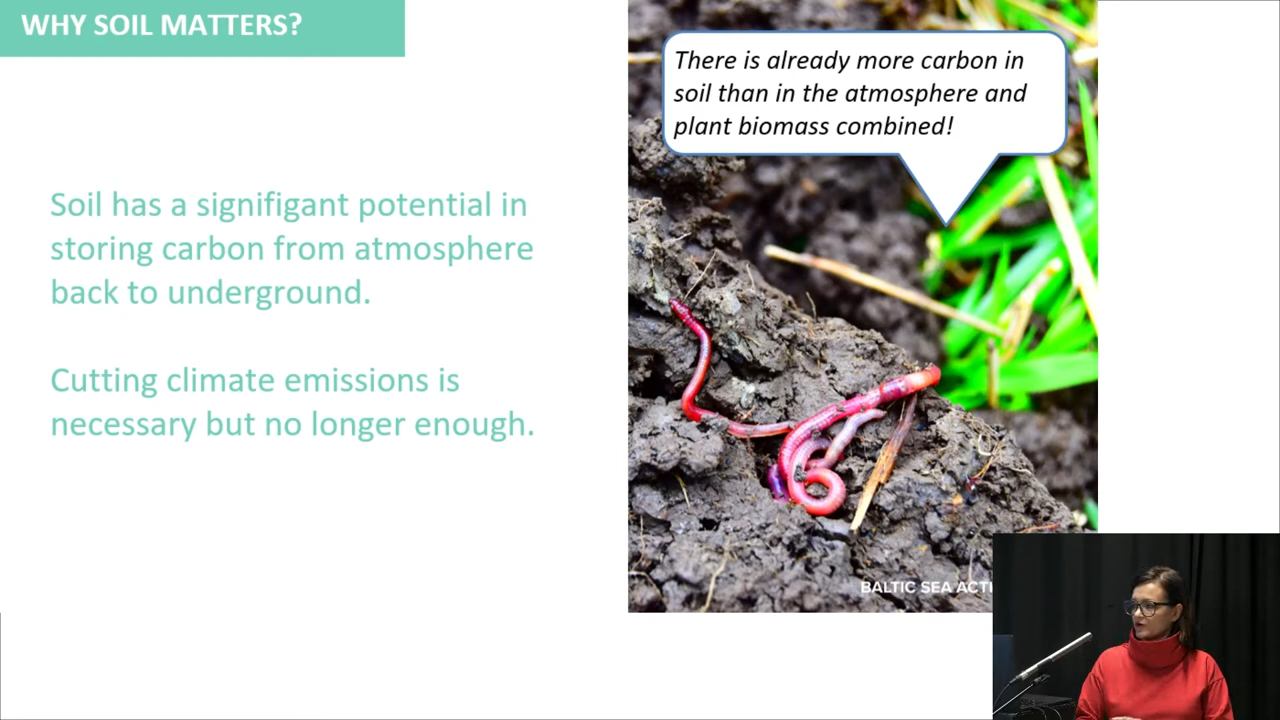 WHY SOIL MATTERS?
There is already more carbon in
soil than in the atmosphere and
plant biomass combined!
Soil has a signifigant potential in
storing carbon from atmosphere
back to underground.
Cutting climate emissions is
necessary but no longer enough.
BALTIC SEA ACTI